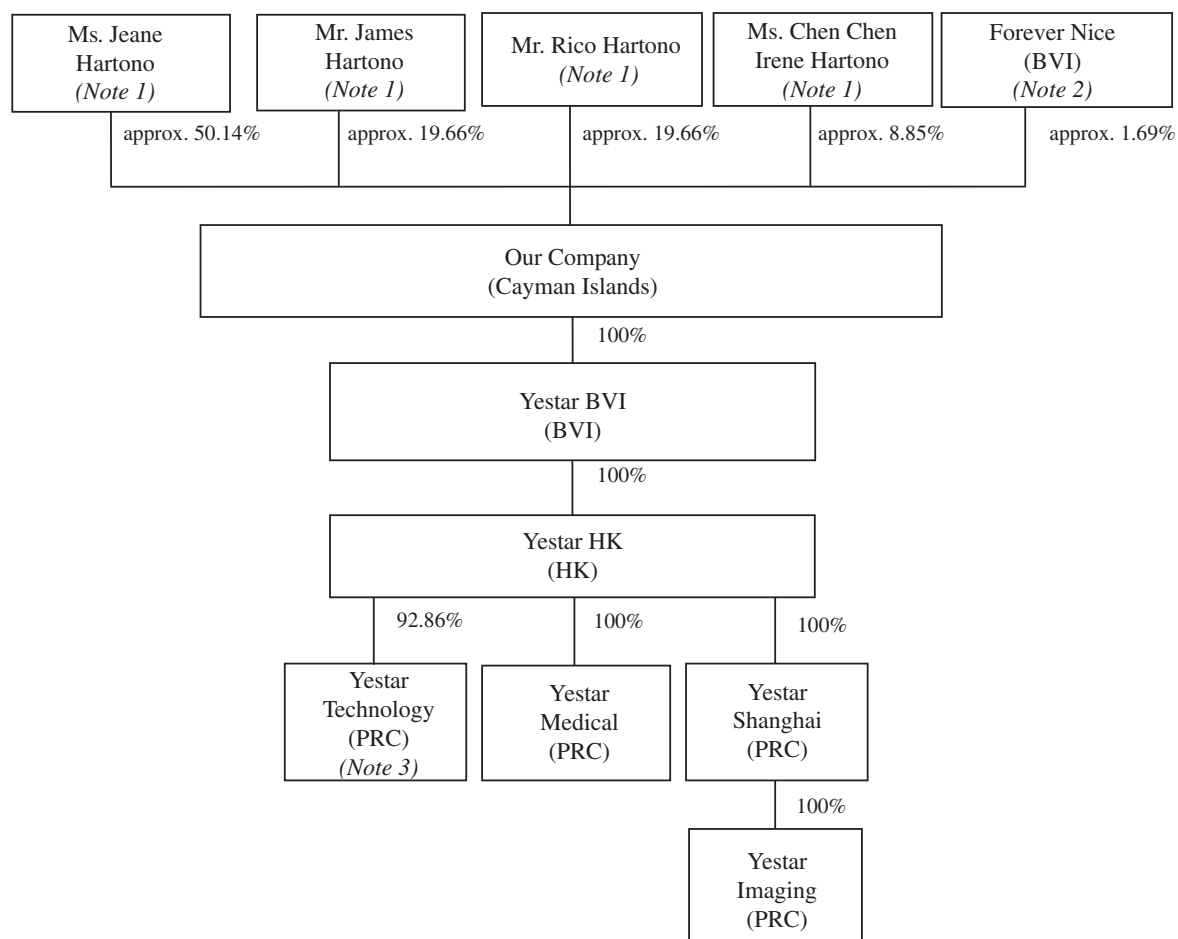 Ms. Jeane
Hartono
(Note 1)
Mr. James
Hartono
(Note 1)
Mr. Rico Hartono
(Note 1)
Ms. Chen Chen
Irene Hartono
(Note 1)
Forever Nice
(BVI)
(Note 2)
approx. 50.14%
approx. 19.66%
approx. 19.66%
approx. 8.85%
approx. 1.69%
Our Company
(Cayman Islands)
100%
Yestar BVI
(BVI)
100%
Yestar HK
(HK)
92.86%
100%
100%
Yestar
Technology
(PRC)
(Note 3)
Yestar
Medical
(PRC)
Yestar
Shanghai
(PRC)
100%
Yestar
Imaging
(PRC)